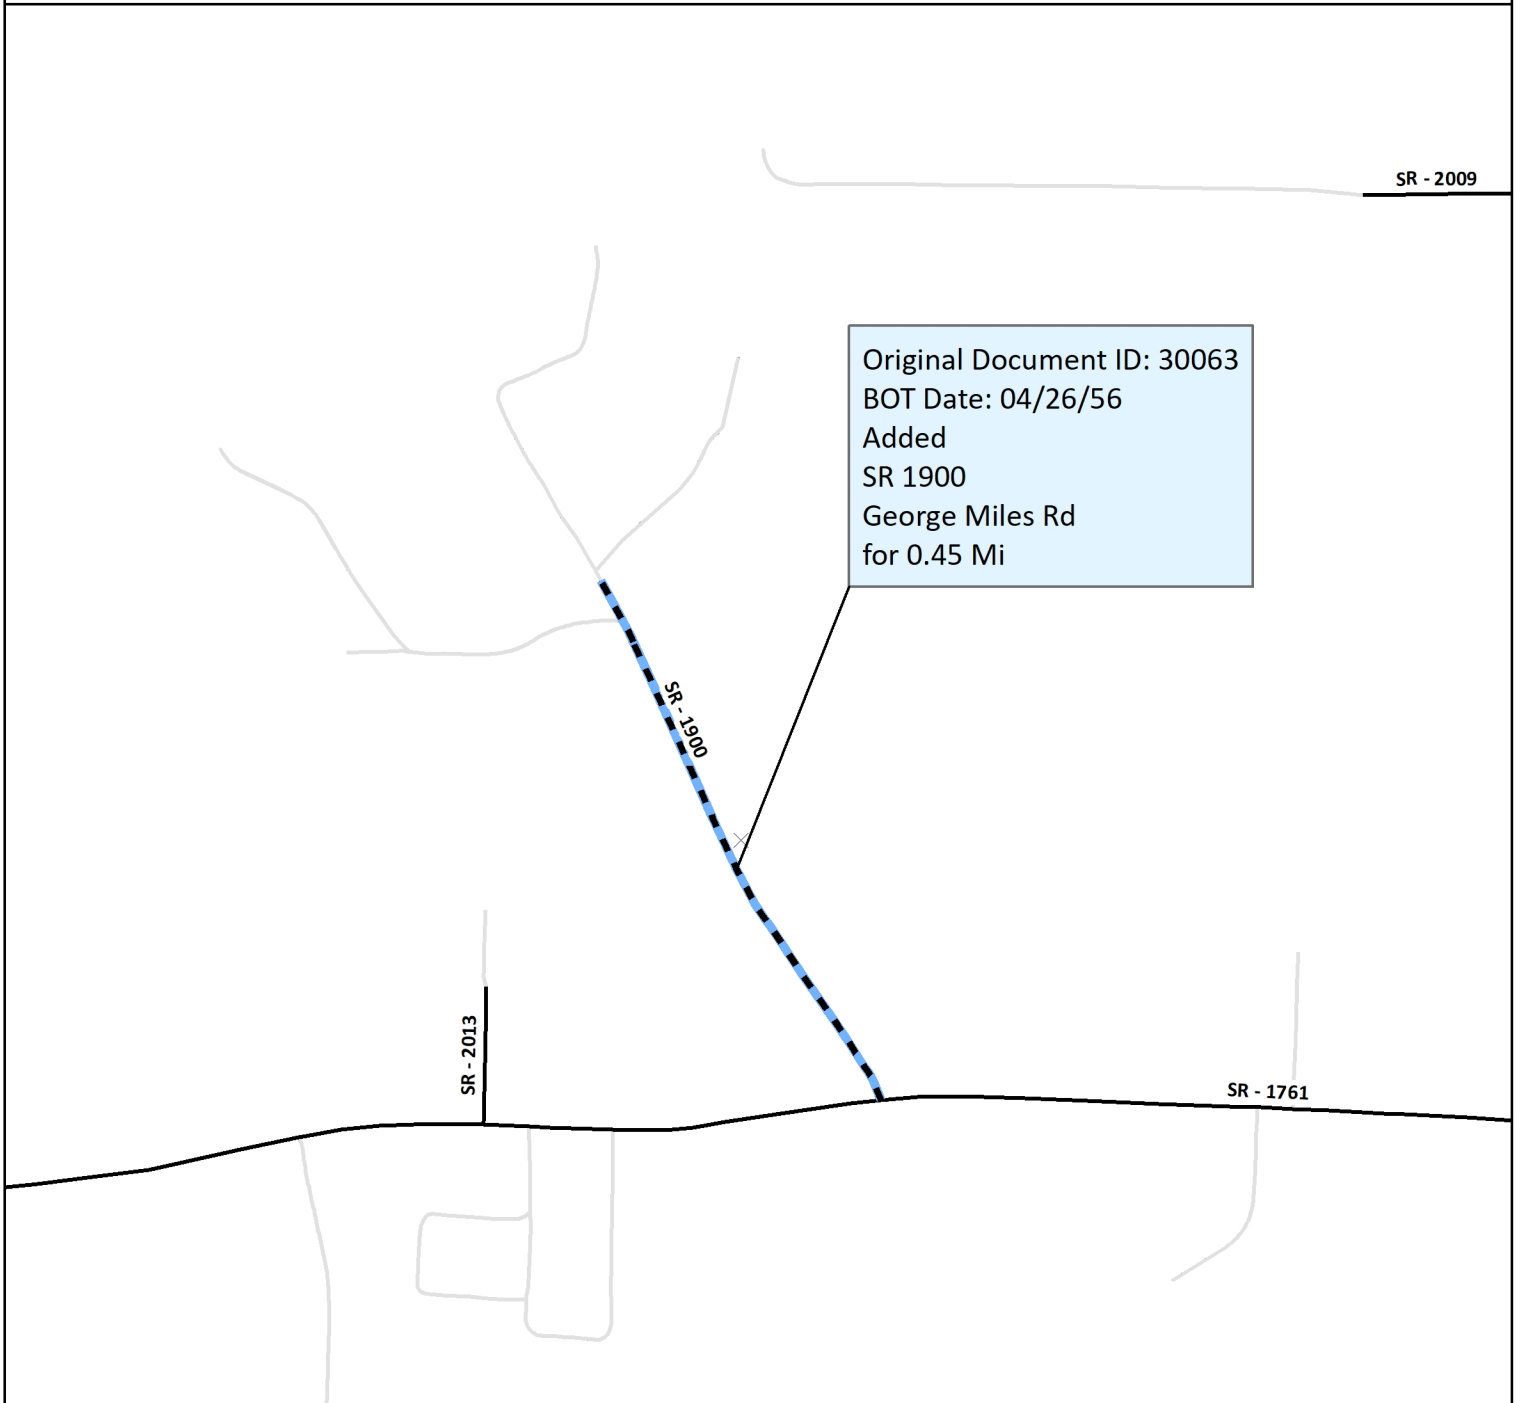 SR - 2009
Original Document ID: 30063
BOT Date: 04/26/56
Added
SR 1900
George Miles Rd
for 0.45 Mi
SR - 1900
SR - 2013
SR - 1761